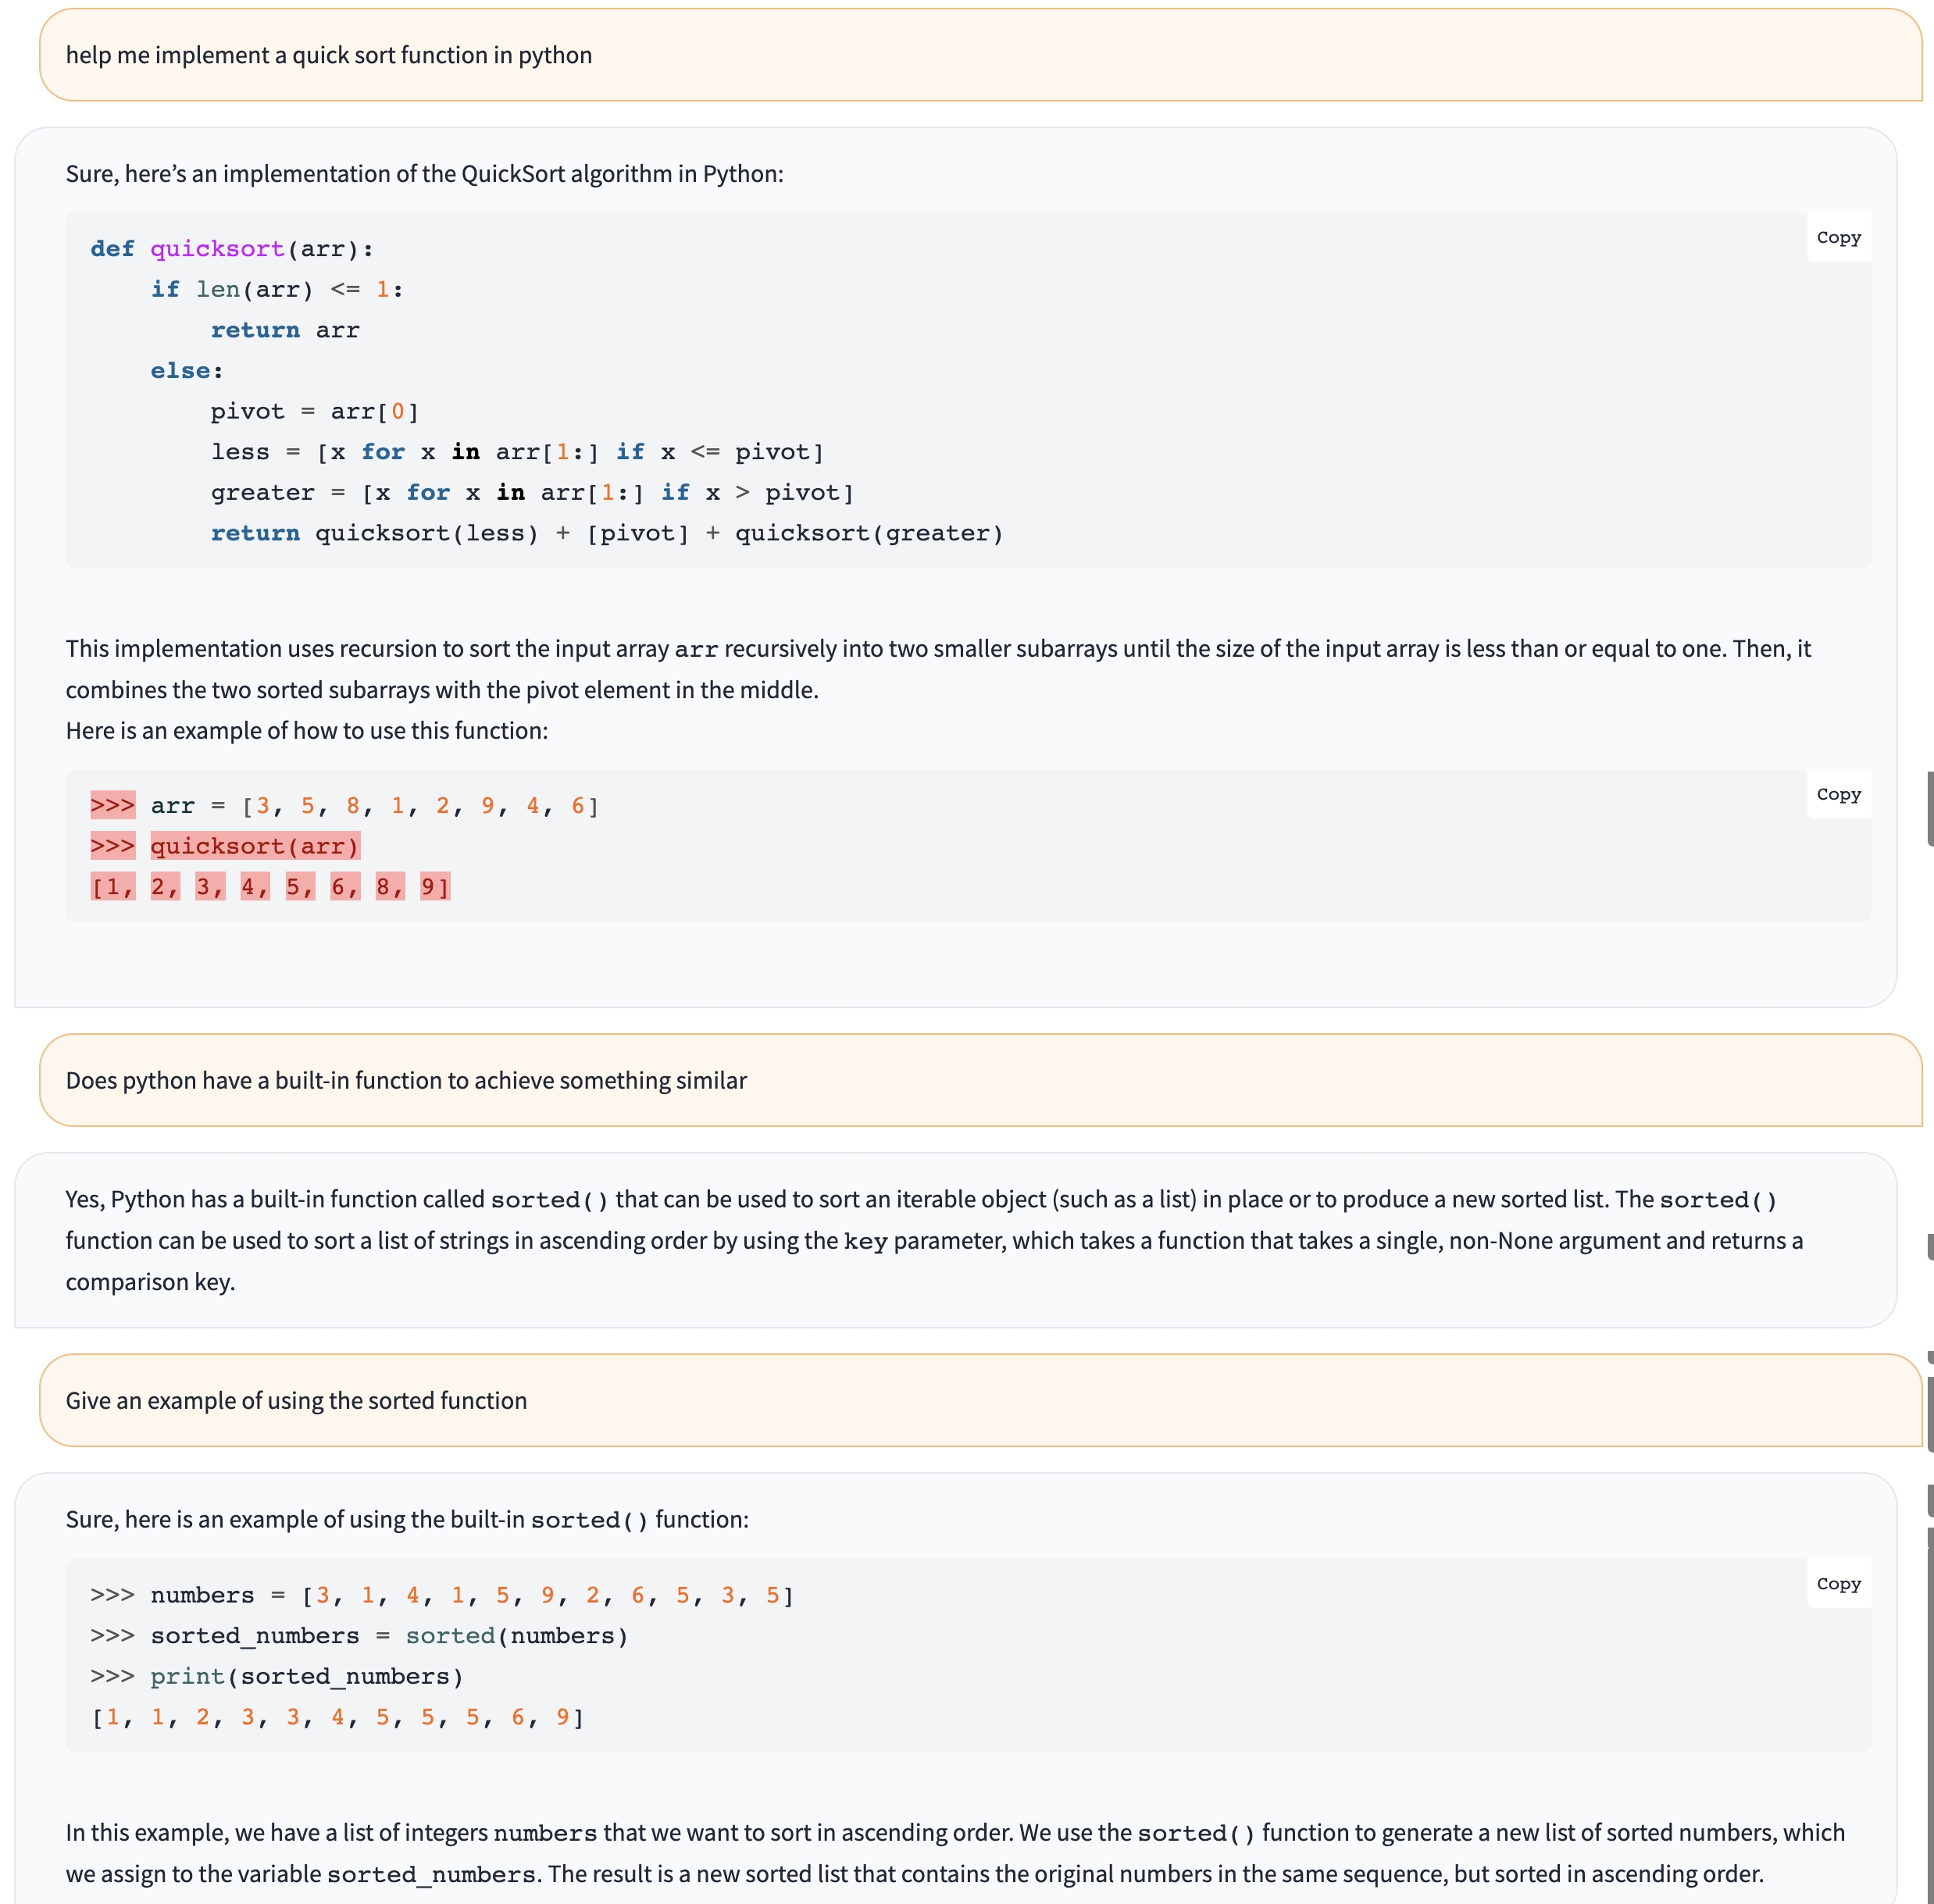 help me implement a quick sort function in python
Sure, here’s an implementation of the QuickSort algorithm in Python:
Copy
def quicksort(arr):
    if len(arr) <= 1:
        return arr
    else:
        pivot = arr[0]
        less = [x for x in arr[1:] if x <= pivot]
        greater = [x for x in arr[1:] if x > pivot]
        return quicksort(less) + [pivot] + quicksort(greater)
This implementation uses recursion to sort the input array arr recursively into two smaller subarrays until the size of the input array is less than or equal to one. Then, it
combines the two sorted subarrays with the pivot element in the middle.
Here is an example of how to use this function:
Copy
>>> arr = [3, 5, 8, 1, 2, 9, 4, 6]
>>> quicksort(arr)
[1, 2, 3, 4, 5, 6, 8, 9]
Does python have a built-in function to achieve something similar
Yes, Python has a built-in function called sorted() that can be used to sort an iterable object (such as a list) in place or to produce a new sorted list. The sorted()
function can be used to sort a list of strings in ascending order by using the key parameter, which takes a function that takes a single, non-None argument and returns a
comparison key.
Give an example of using the sorted function
Sure, here is an example of using the built-in sorted() function:
Copy
>>> numbers = [3, 1, 4, 1, 5, 9, 2, 6, 5, 3, 5]
>>> sorted_numbers = sorted(numbers)
>>> print(sorted_numbers)
[1, 1, 2, 3, 3, 4, 5, 5, 5, 6, 9]
In this example, we have a list of integers numbers that we want to sort in ascending order. We use the sorted() function to generate a new list of sorted numbers, which
we assign to the variable sorted_numbers. The result is a new sorted list that contains the original numbers in the same sequence, but sorted in ascending order.